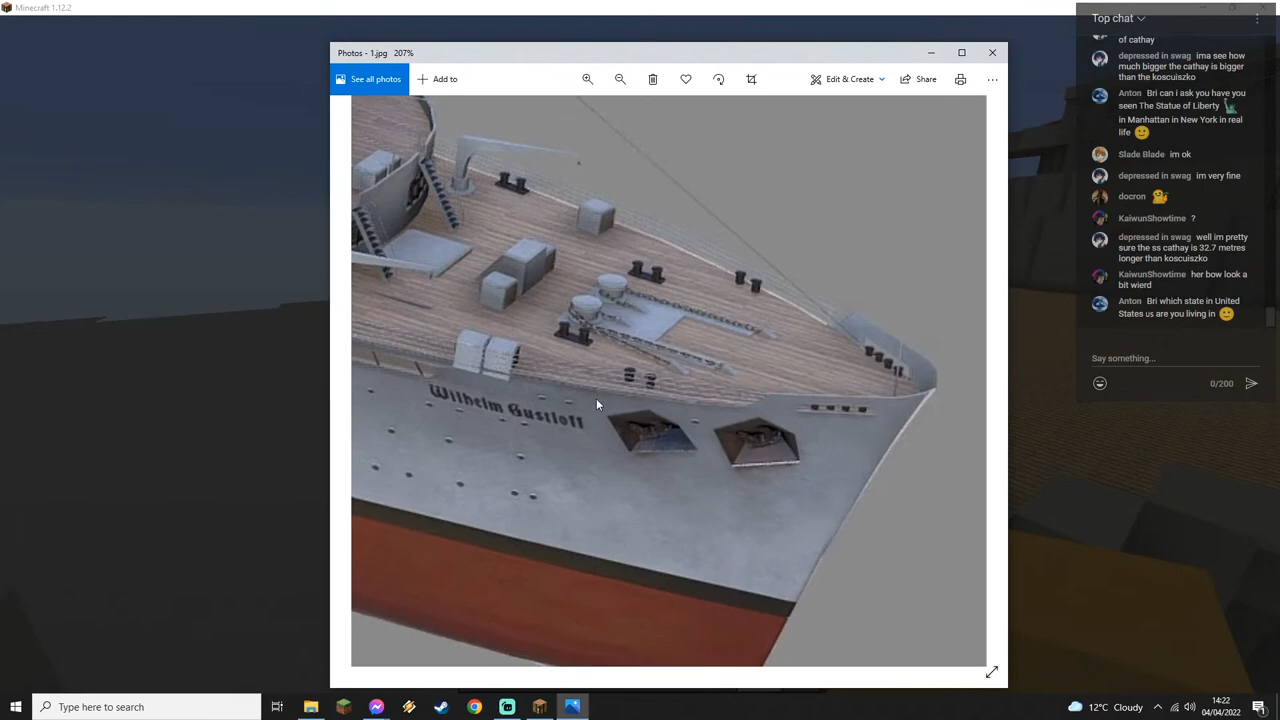 Minecraft 1.12.2
Photos - 1.jpg 207%
See all photos
Add to
Edit & Create
Share
Wilhelm Gustloff
Top chat
of cathay
depressed in swag ima see how
much bigger the cathay is bigger
than the koscuiszko
Anton Bri can i ask you have you
seen The Statue of Liberty 🗽
in Manhattan in New York in real
life 🙂
Slade Blade im ok
depressed in swag im very fine
docron
KaiwunShowtime ?
depressed in swag well im pretty
sure the ss cathay is 32.7 metres
longer than koscuiszko
KaiwunShowtime her bow look a
bit wierd
Anton Bri which state in United
States us are you living in 🙂
Say something...
0/200
Type here to search
12°C Cloudy
14:22
04/04/2022
1